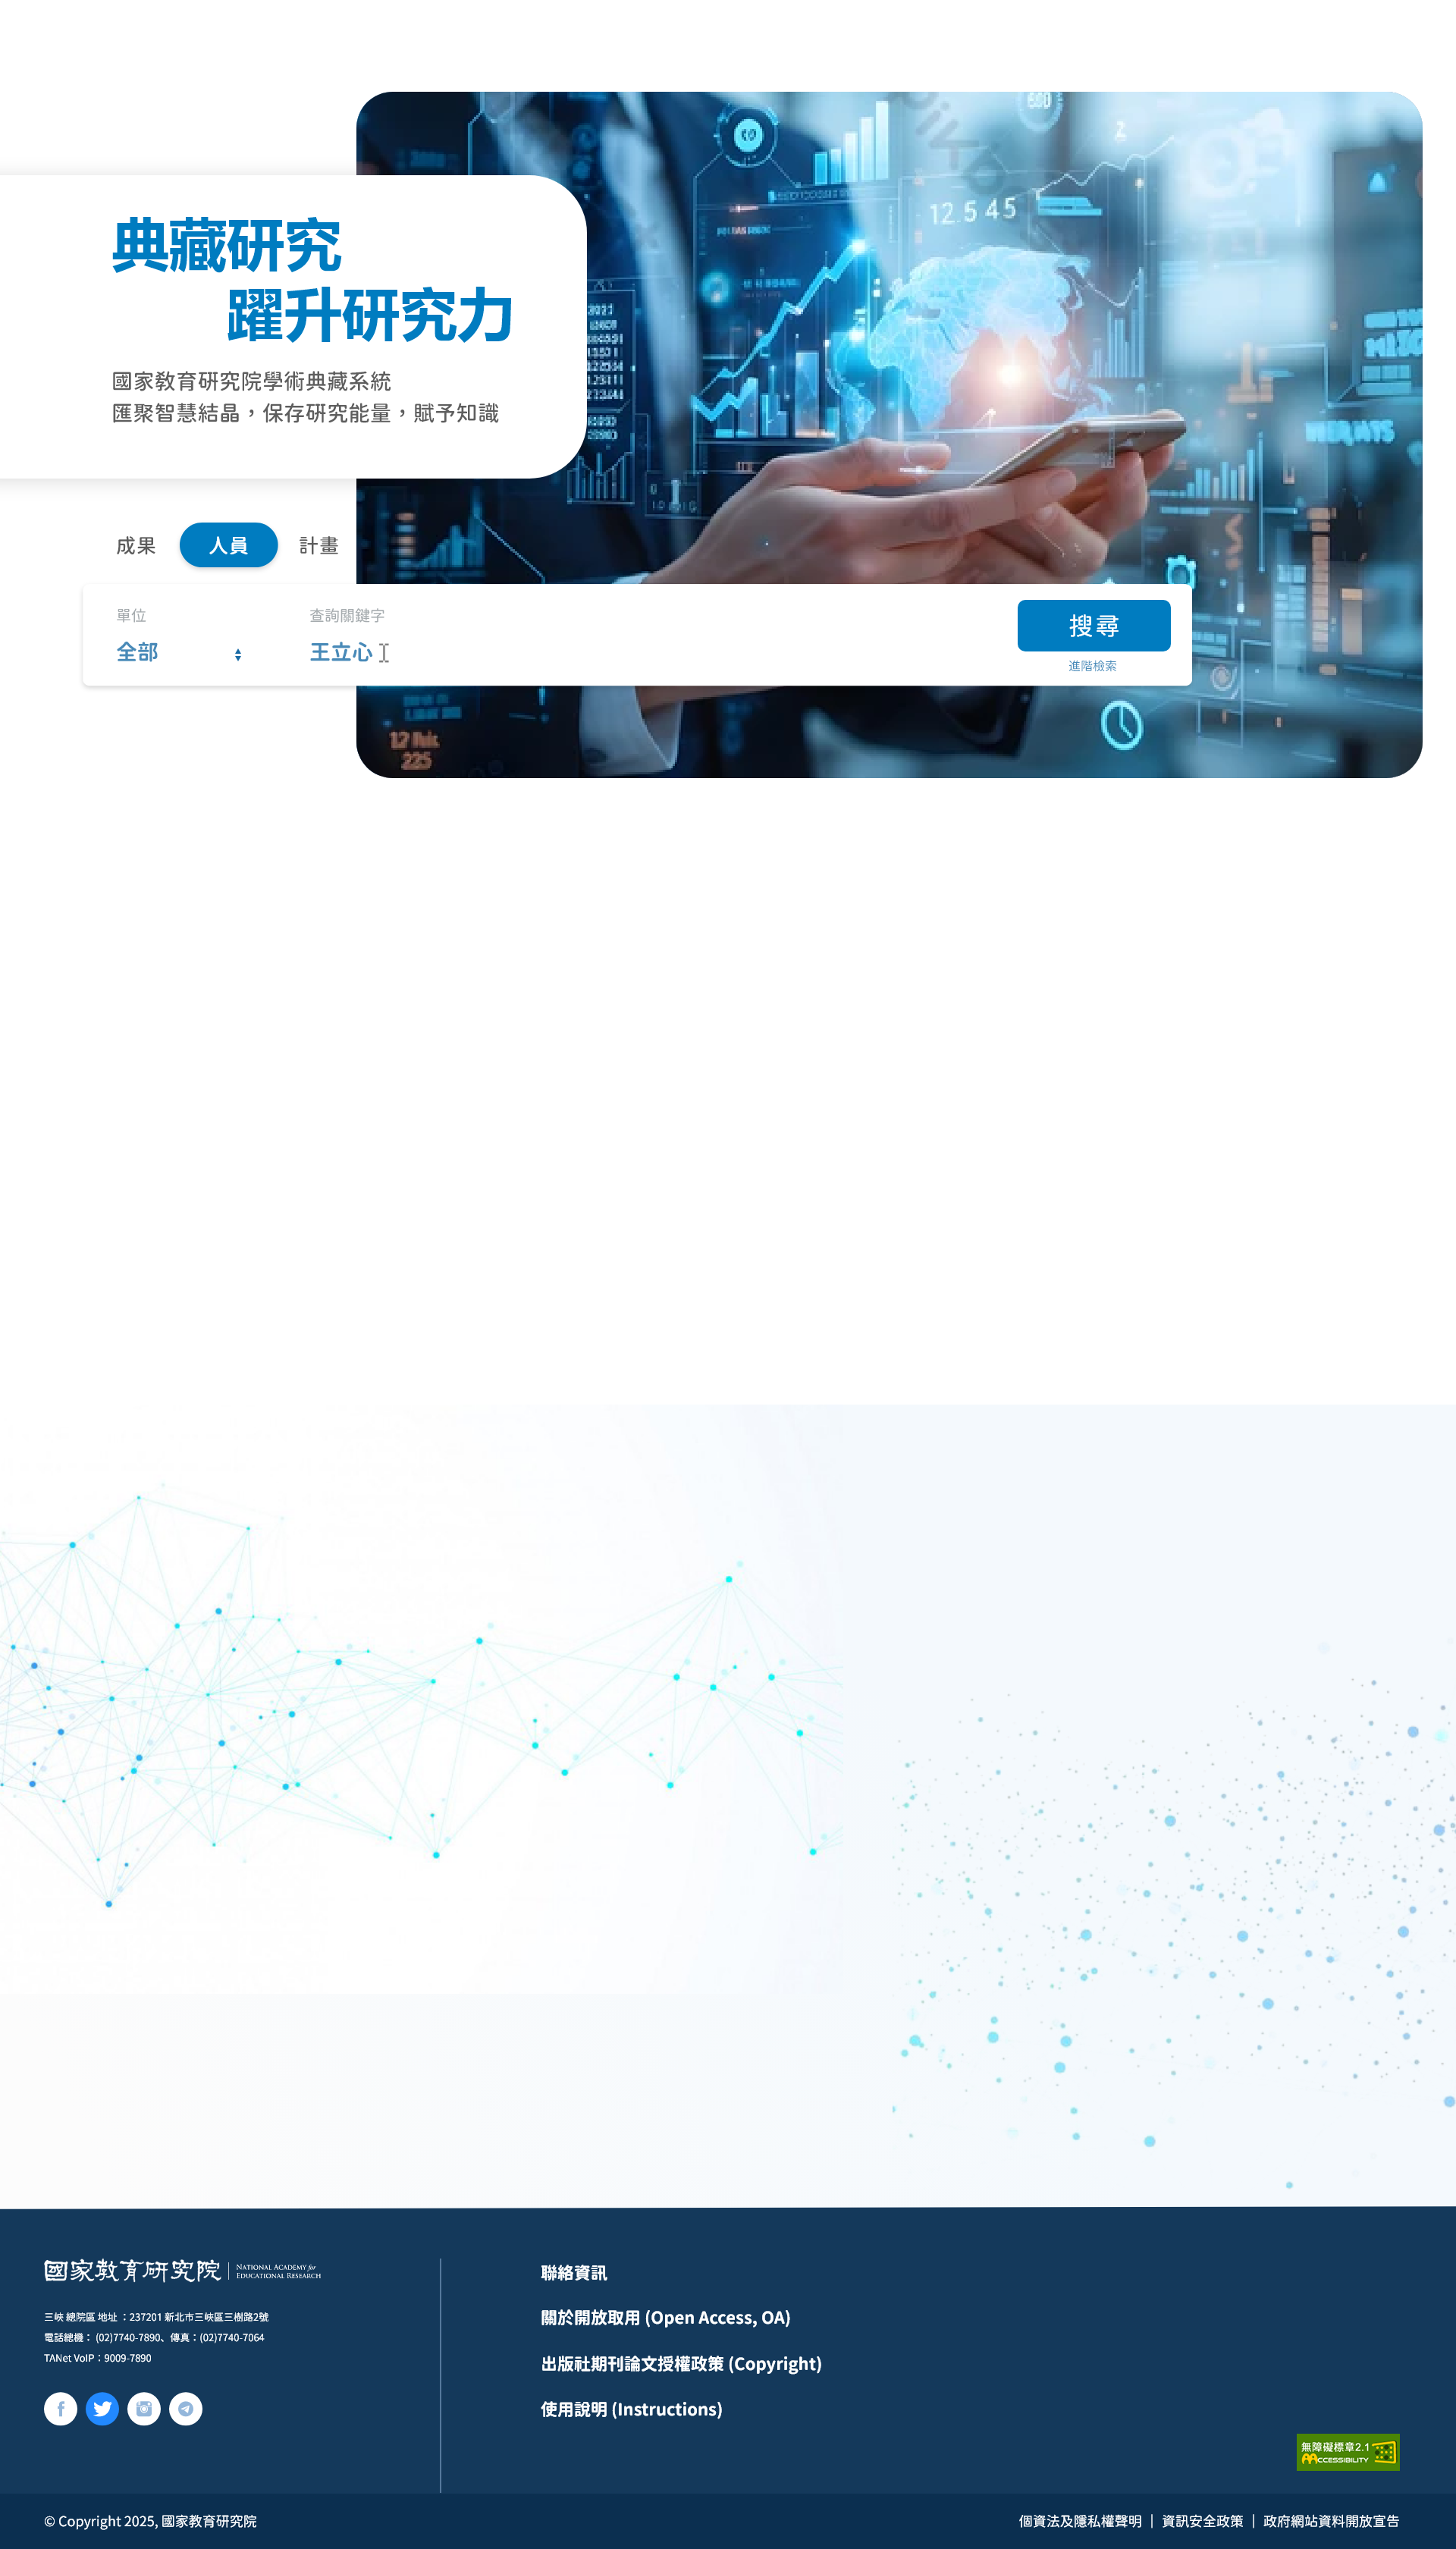 典藏研究
躍升研究力
國家教育研究院學術典藏系統
匯聚智慧結晶，保存研究能量，賦予知識
12.5 45
成果
人員
計畫
單位
查詢關鍵字
全部
王立心
搜尋
進階檢索
225
國家教育研究院
NATIONAL ACADEMY for
EDUCATIONAL RESEARCH
三峽 總院區 地址 ：237201 新北市三峽區三樹路2號
電話總機： (02)7740-7890、傳真：(02)7740-7064
TANet VoIP：9009-7890
聯絡資訊
關於開放取用 (Open Access, OA)
出版社期刊論文授權政策 (Copyright)
使用說明 (Instructions)
無障礙標章2.1
ACCESSIBILITY
© Copyright 2025, 國家教育研究院
個資法及隱私權聲明 | 資訊安全政策 | 政府網站資料開放宣告